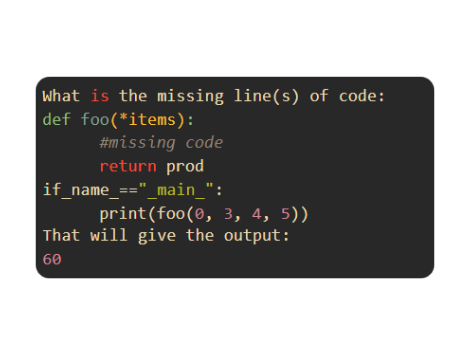 What is the missing line(s) of code:
def foo(*items):
#missing code
return prod
if_name_=="_main_":
print(foo(0, 3, 4, 5))
That will give the output:
60